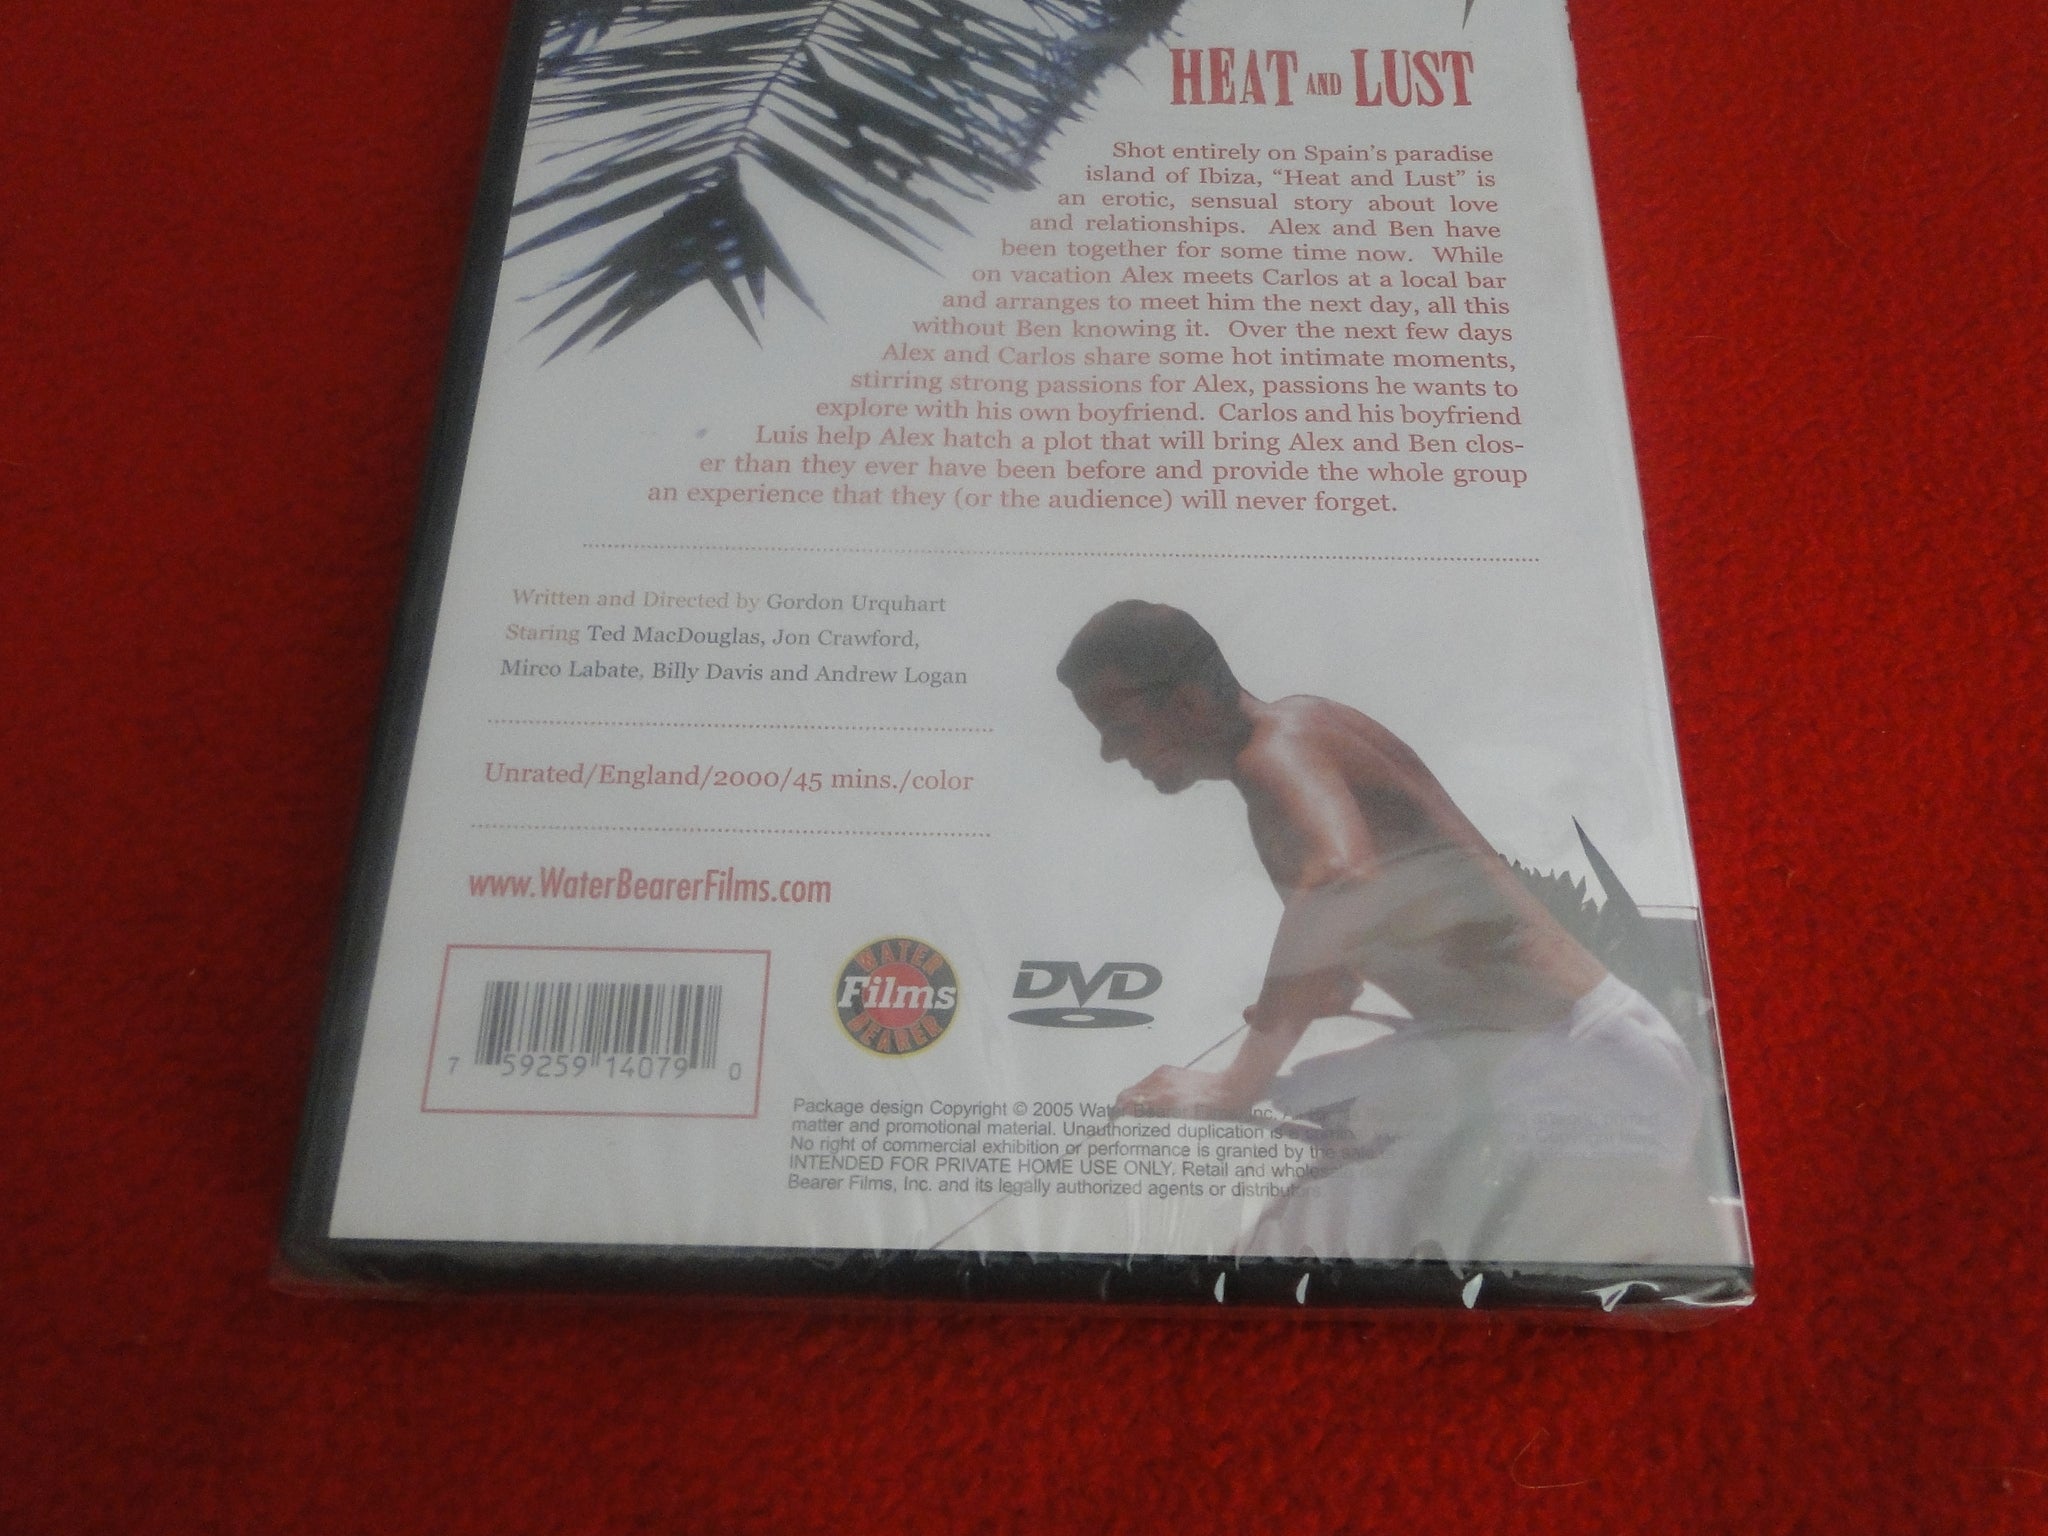 HEAT AND LUST
Shot entirely on Spain's paradise
island of Ibiza, “Heat and Lust” is
an erotic, sensual story about love
and relationships. Alex and Ben have
been together for some time now. While
on vacation Alex meets Carlos at a local bar
and arranges to meet him the next day, all this
without Ben knowing it. Over the next few days
Alex and Carlos share some hot intimate moments,
stirring strong passions for Alex, passions he wants to
explore with his own boyfriend. Carlos and his boyfriend
Luis help Alex hatch a plot that will bring Alex and Ben clos-
er than they ever have been before and provide the whole group
an experience that they (or the audience) will never forget.
Written and Directed by Gordon Urquhart
Staring Ted MacDouglas, Jon Crawford,
Mirco Labate, Billy Davis and Andrew Logan
Unrated/England/2000/45 mins./color
www.WaterBearerFilms.com
7 59259 14079 0
WATER
Films
BEARER
DVD
Package design Copyright © 2005 Water Bearer Films, Inc.
matter and promotional material. Unauthorized duplication is a
No right of commercial exhibition or performance is granted by the
INTENDED FOR PRIVATE HOME USE ONLY. Retail and wholesale
Bearer Films, Inc. and its legally authorized agents or distributors